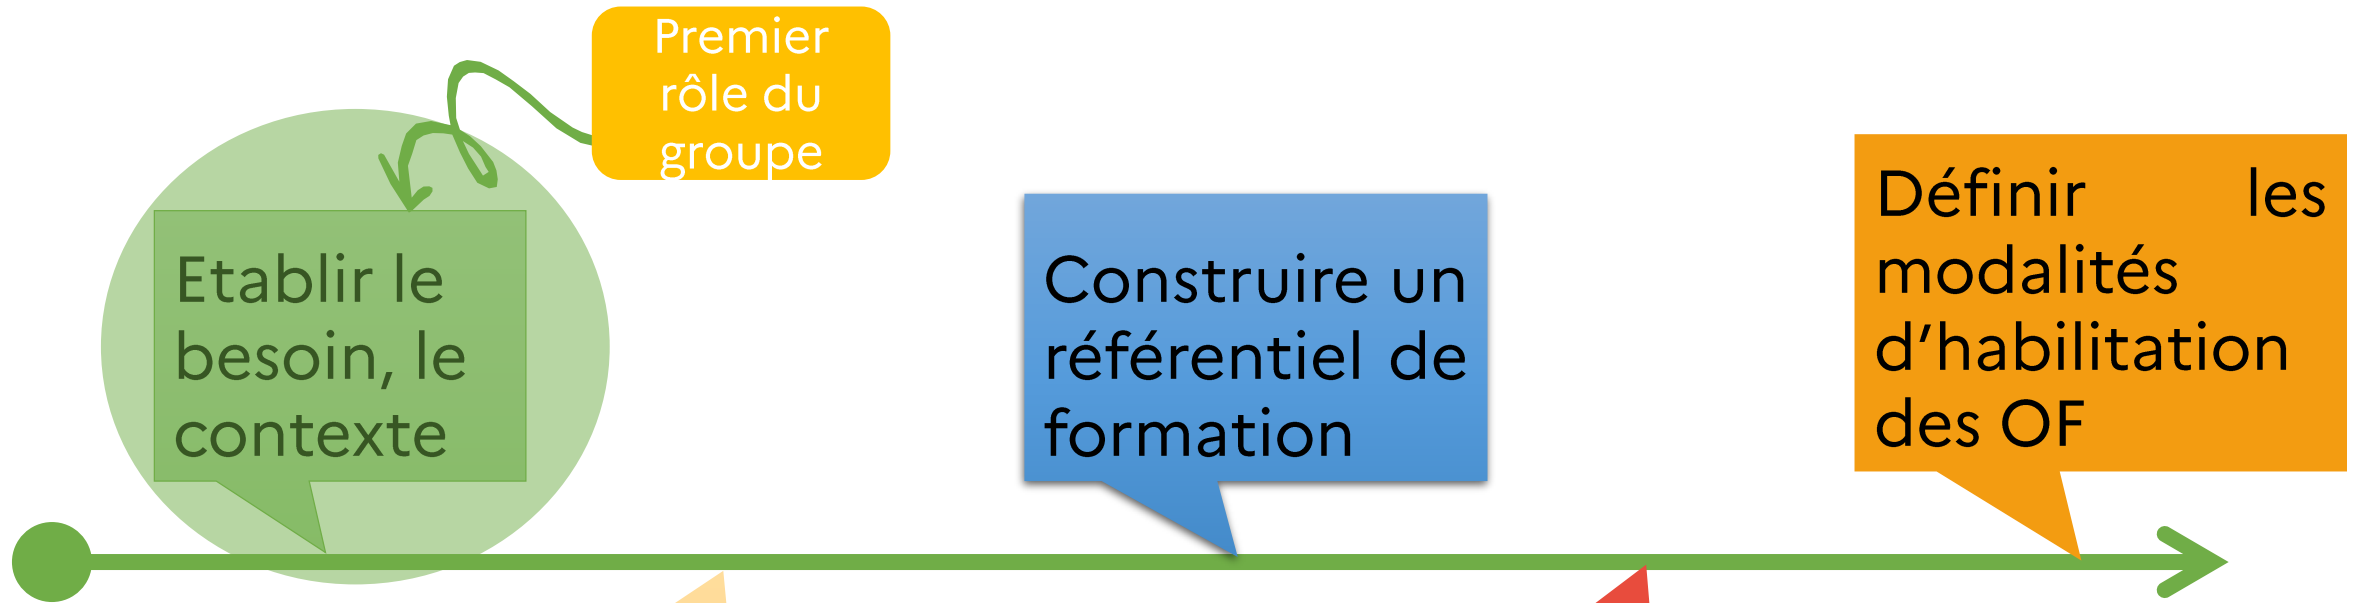 Premier
rôle du
groupe
Etablir le
besoin, le
contexte
Construire un
référentiel de
formation
Définir les
modalités
d’habilitation
des OF